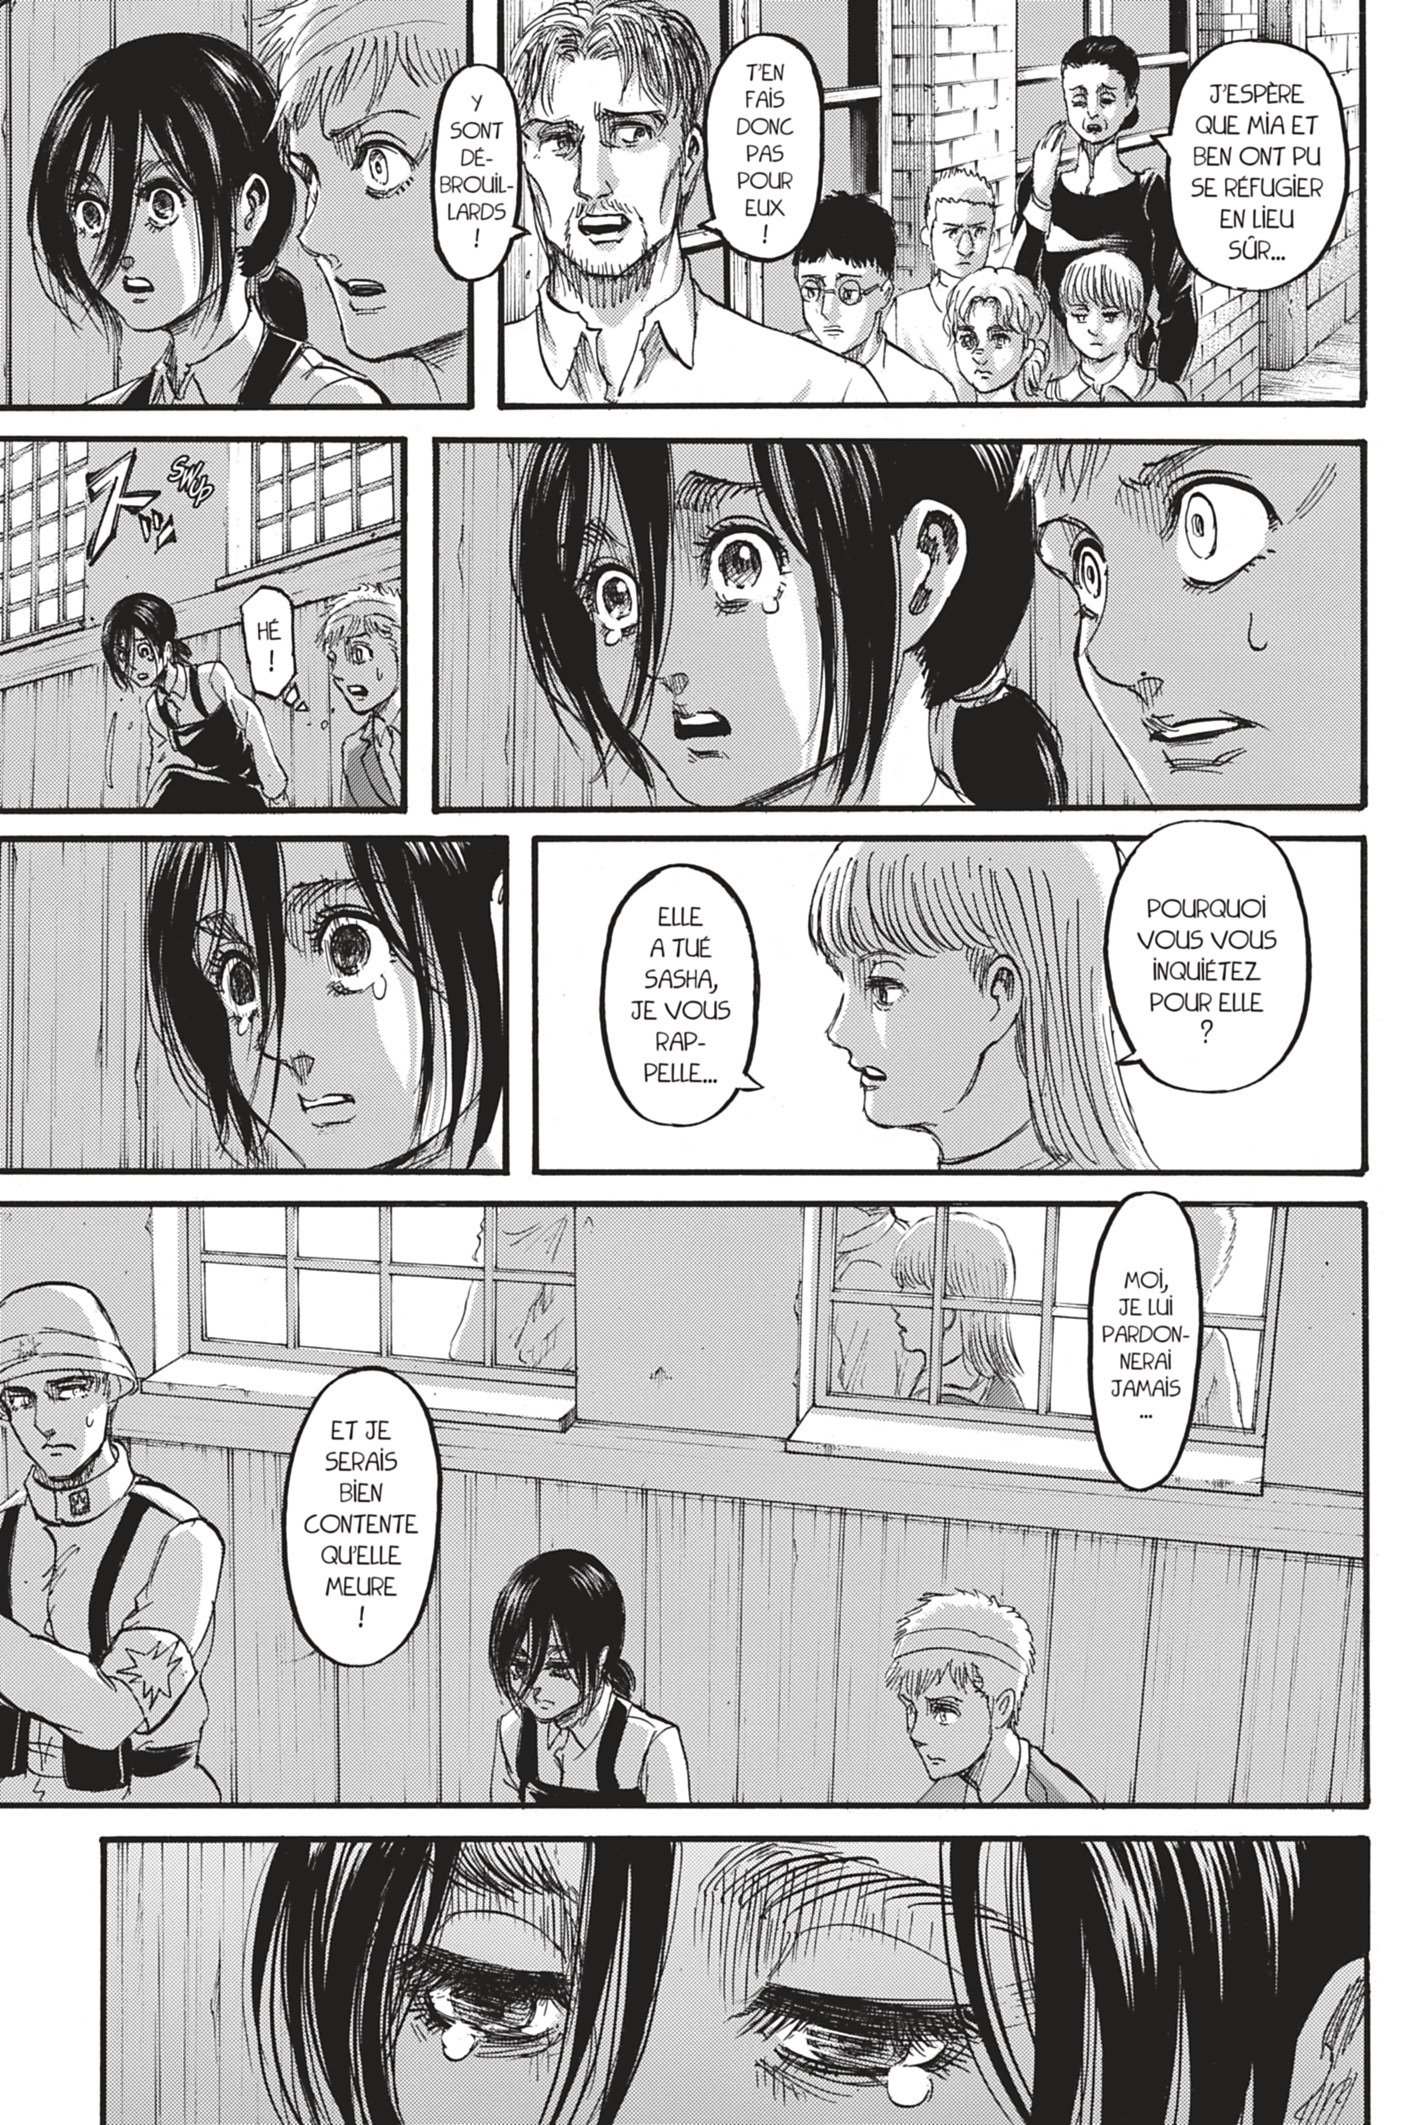 J'ESPÈRE
QUE MIA ET
BEN ONT PU
SE RÉFUGIER
EN LIEU
SÛR...
T'EN
FAIS
DONC
PAS
POUR
EUX
!
Y
SONT
DÉ-
BROUIL-
LARDS
!
HÉ
!
ズッ
SWUP
POURQUOI
VOUS VOUS
INQUIÉTEZ
POUR ELLE
?
ELLE
A TUÉ
SASHA,
JE VOUS
RAP-
PELLE...
MOI,
JE LUI
PARDON-
NERAI
JAMAIS
...
ET JE
SERAIS
BIEN
CONTENTE
QU'ELLE
MEURE
!